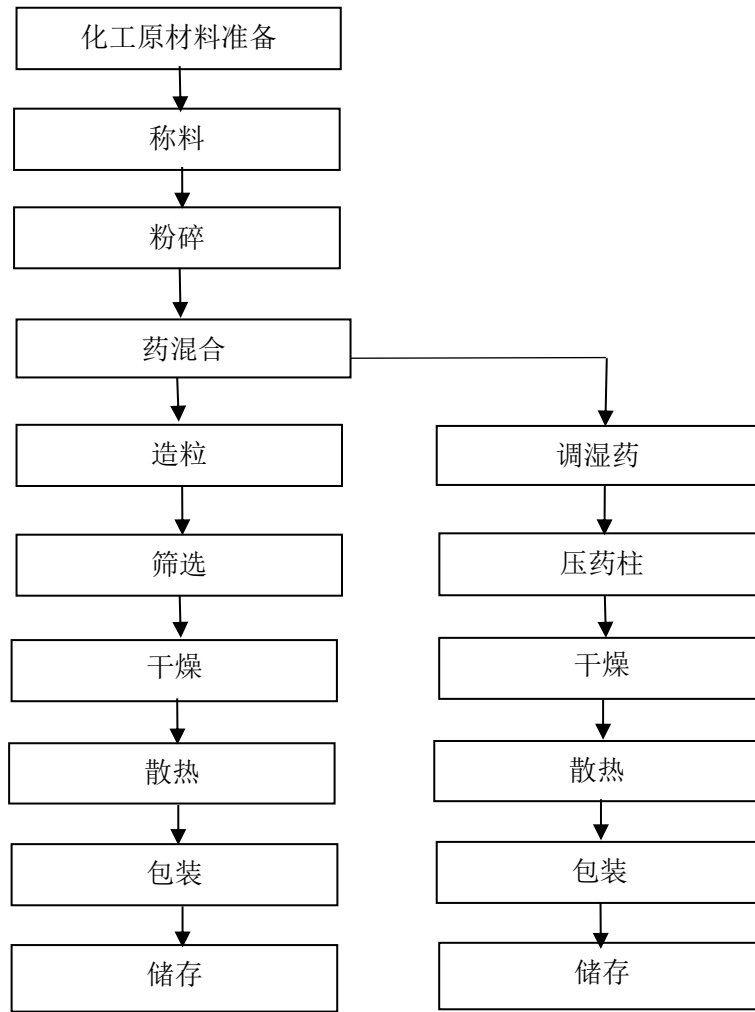 化工原材料准备
称料
粉碎
药混合
造粒
筛选
干燥
散热
包装
储存
调湿药
压药柱
干燥
散热
包装
储存